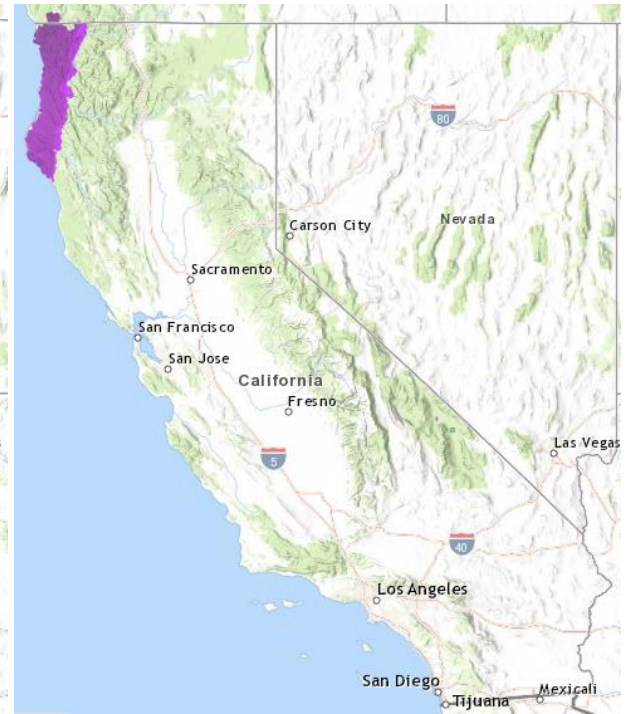 80
Carson City
Nevada
Sacramento
San Francisco
San Jose
California
Fresno
Las Vegas
5
40
Los Angeles
San Diego
Tijuana
Mexicali